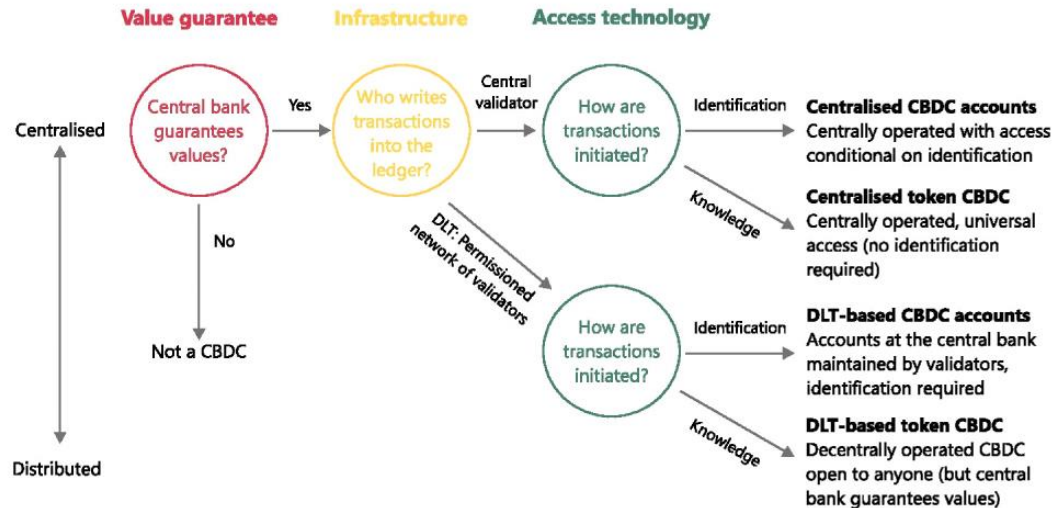 Value guarantee
Infrastructure
Access technology
Centralised
Distributed
Central bank
guarantees
values?
Yes
No
Not a CBDC
Who writes
transactions
into the
ledger?
Central
validator
DLT: Permissioned
network of validators
How are
transactions
initiated?
Identification
Centralised CBDC accounts
Centrally operated with access
conditional on identification
Knowledge
Centralised token CBDC
Centrally operated, universal
access (no identification
required)
How are
transactions
initiated?
Identification
DLT-based CBDC accounts
Accounts at the central bank
maintained by validators,
identification required
Knowledge
DLT-based token CBDC
Decentrally operated CBDC
open to anyone (but central
bank guarantees values)